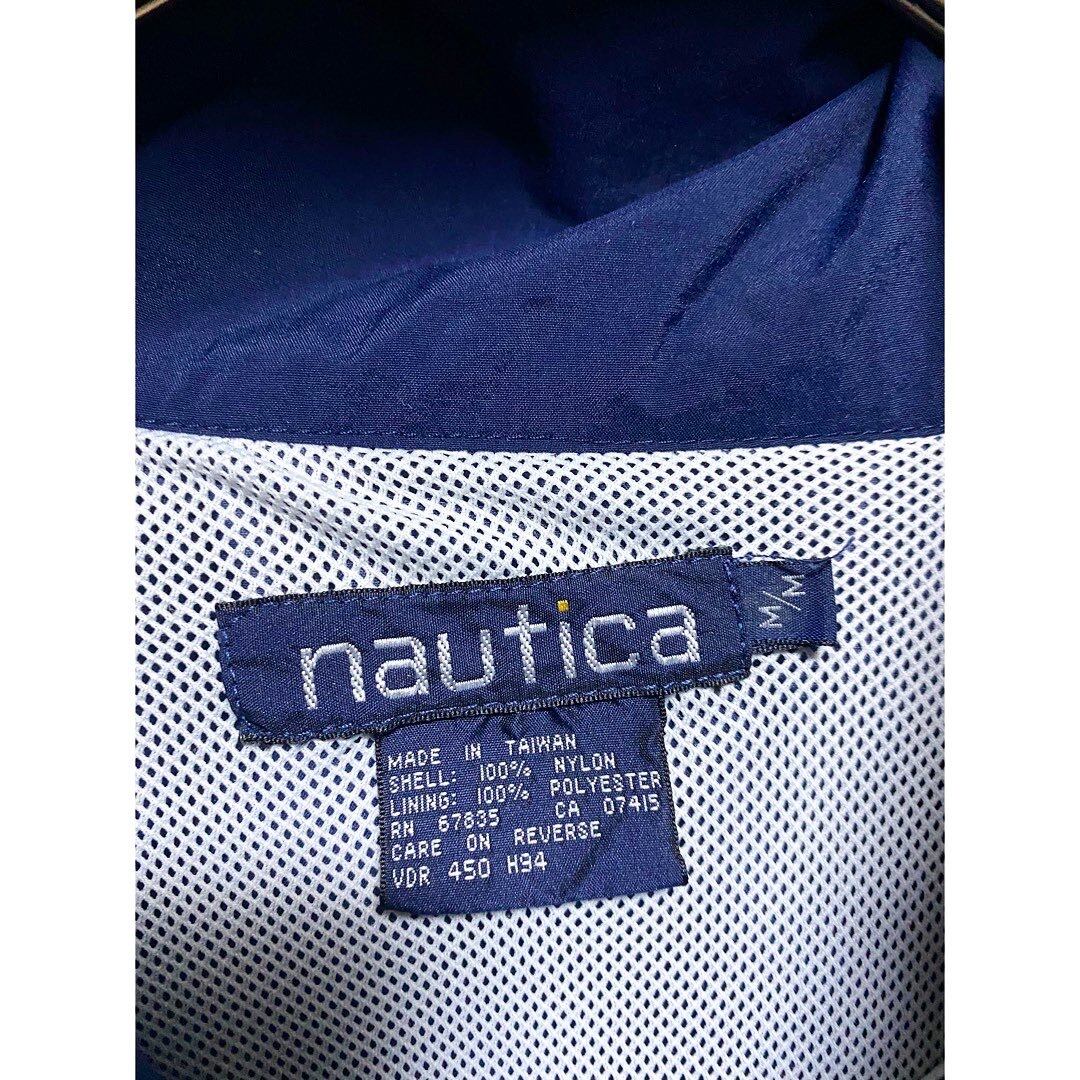 nautica
M/M
MADE IN TAIWAN
SHELL: 100% NYLON
LINING: 100% POLYESTER
RN 67835 CA 07415
CARE ON REVERSE
VDR 450 H94